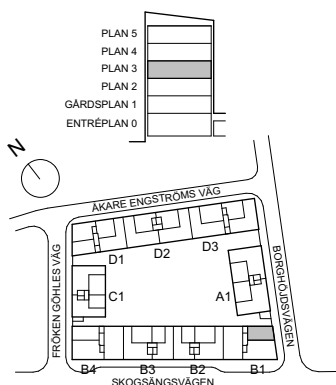 PLAN 5
PLAN 4
PLAN 3
PLAN 2
GÅRDSPLAN 1
ENTRÉPLAN 0
N
ÅKARE ENGSTRÖMS VÄG
FRÖKEN GÖHLES VÄG
BORGHÖJDSVÄGEN
D1
D2
D3
C1
A1
B4
B3
B2
B1
SKOGSÄNGSVÄGEN